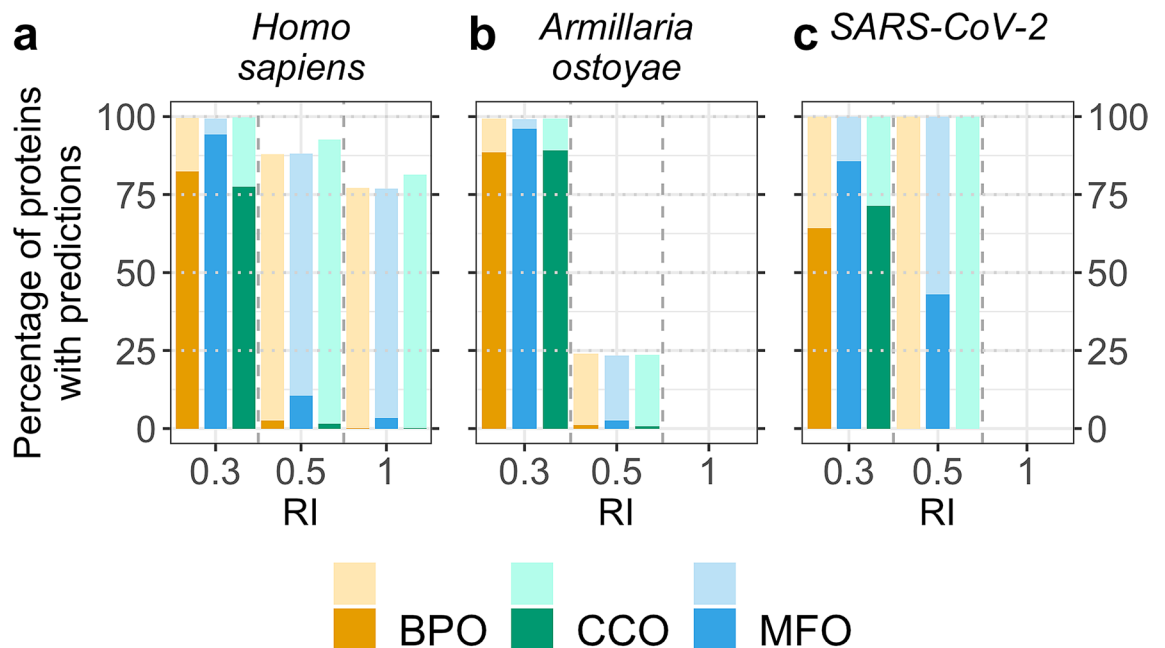 a
Homo
sapiens
b
Armillaria
ostoyae
c
SARS-CoV-2
Percentage of proteins
with predictions
100
75
50
25
0
0.3 0.5 1
RI
0.3 0.5 1
RI
0.3 0.5 1
RI
100
75
50
25
0
BPO CCO MFO